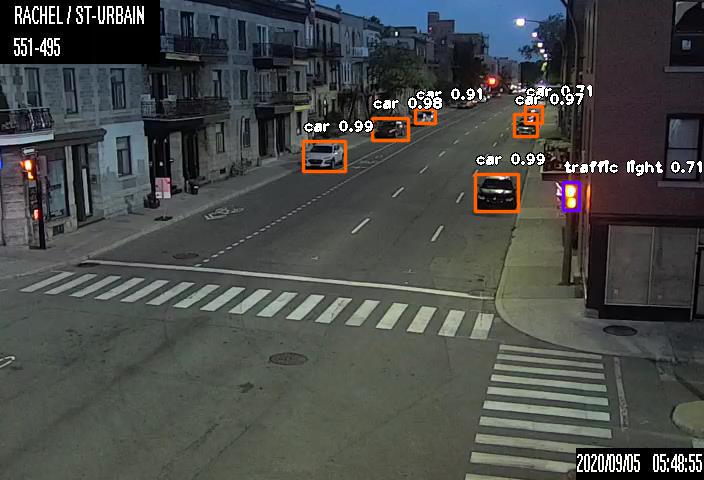 RACHEL / ST-URBAIN
551-495
car 0.71
car 0.91
car 0.97
car 0.98
car 0.99
car 0.99
traffic light 0.71
2020/09/05 05:48:55